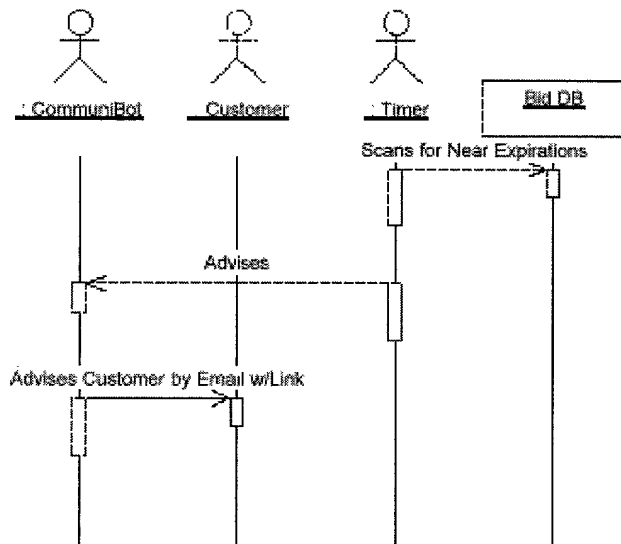 : CommuniBot
: Customer
: Timer
Bid DB
Scans for Near Expirations
Advises
Advises Customer by Email w/Link